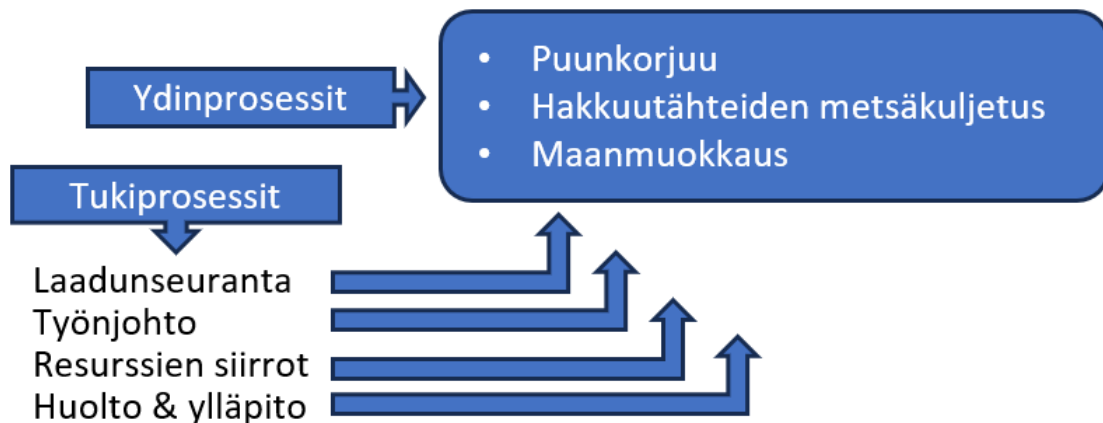 Ydinprosessit
• Puunkorjuu
• Hakkuutähteiden metsäkuljetus
• Maanmuokkaus
Tukiprosessit
Laadunseuranta
Työnjohto
Resurssien siirrot
Huolto & ylläpito